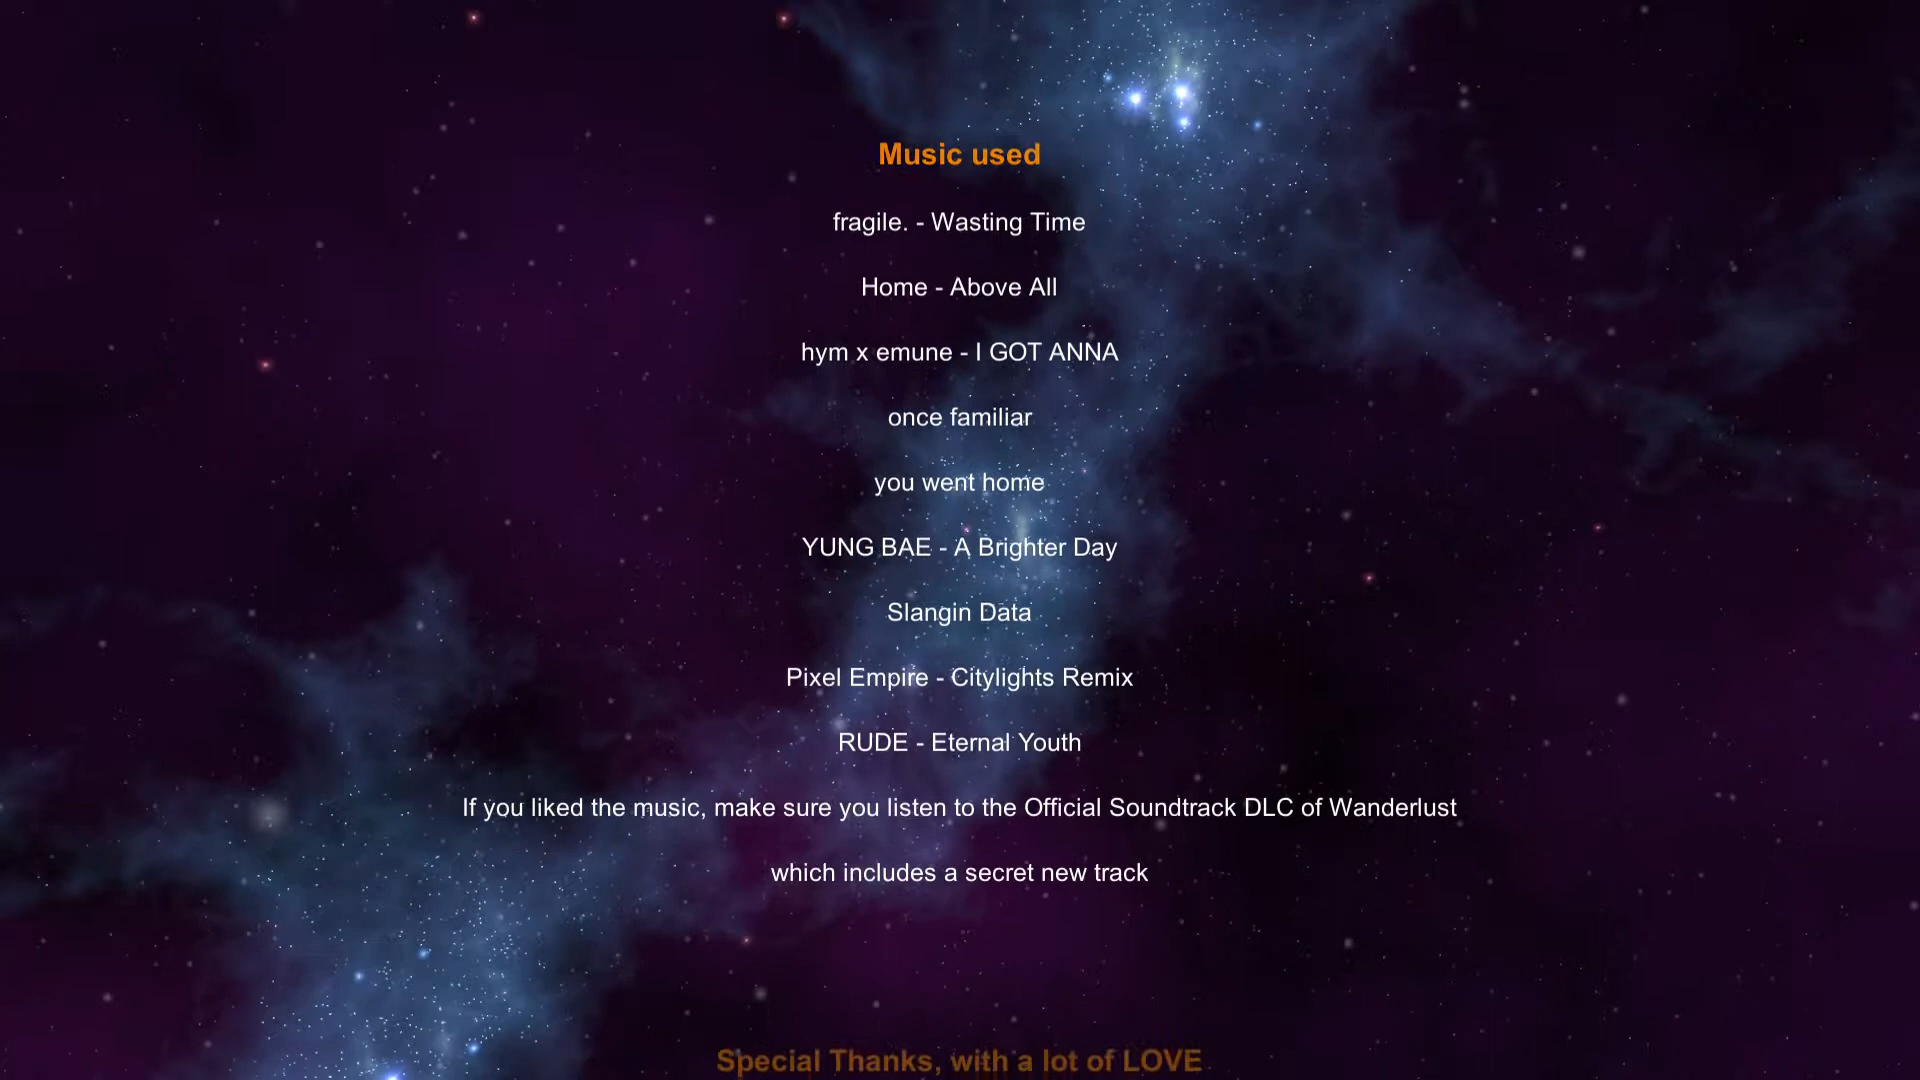 Music used
fragile. - Wasting Time
Home - Above All
hym x emune - I GOT ANNA
once familiar
you went home
YUNG BAE - A Brighter Day
Slangin Data
Pixel Empire - Citylights Remix
RUDE - Eternal Youth
If you liked the music, make sure you listen to the Official Soundtrack DLC of Wanderlust
which includes a secret new track
Special Thanks, with a lot of LOVE